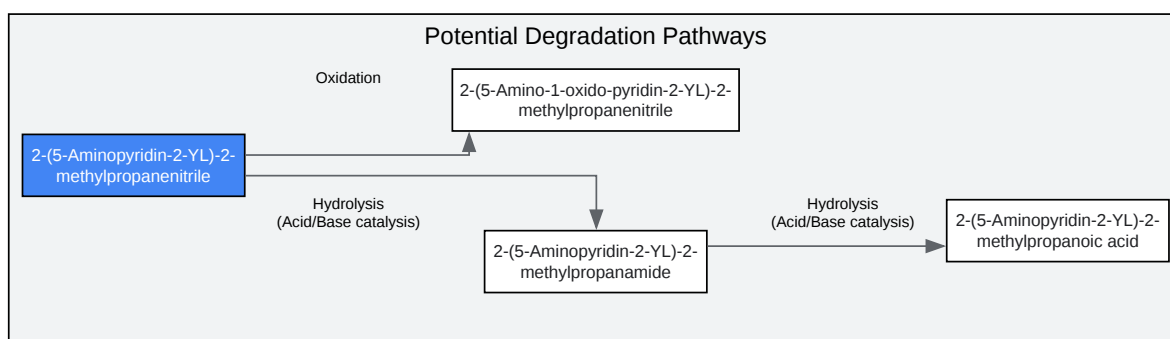 Potential Degradation Pathways
Oxidation
2-(5-Amino-1-oxido-pyridin-2-YL)-2-
methylpropanenitrile
2-(5-Aminopyridin-2-YL)-2-
methylpropanenitrile
Hydrolysis
(Acid/Base catalysis)
2-(5-Aminopyridin-2-YL)-2-
methylpropanamide
Hydrolysis
(Acid/Base catalysis)
2-(5-Aminopyridin-2-YL)-2-
methylpropanoic acid